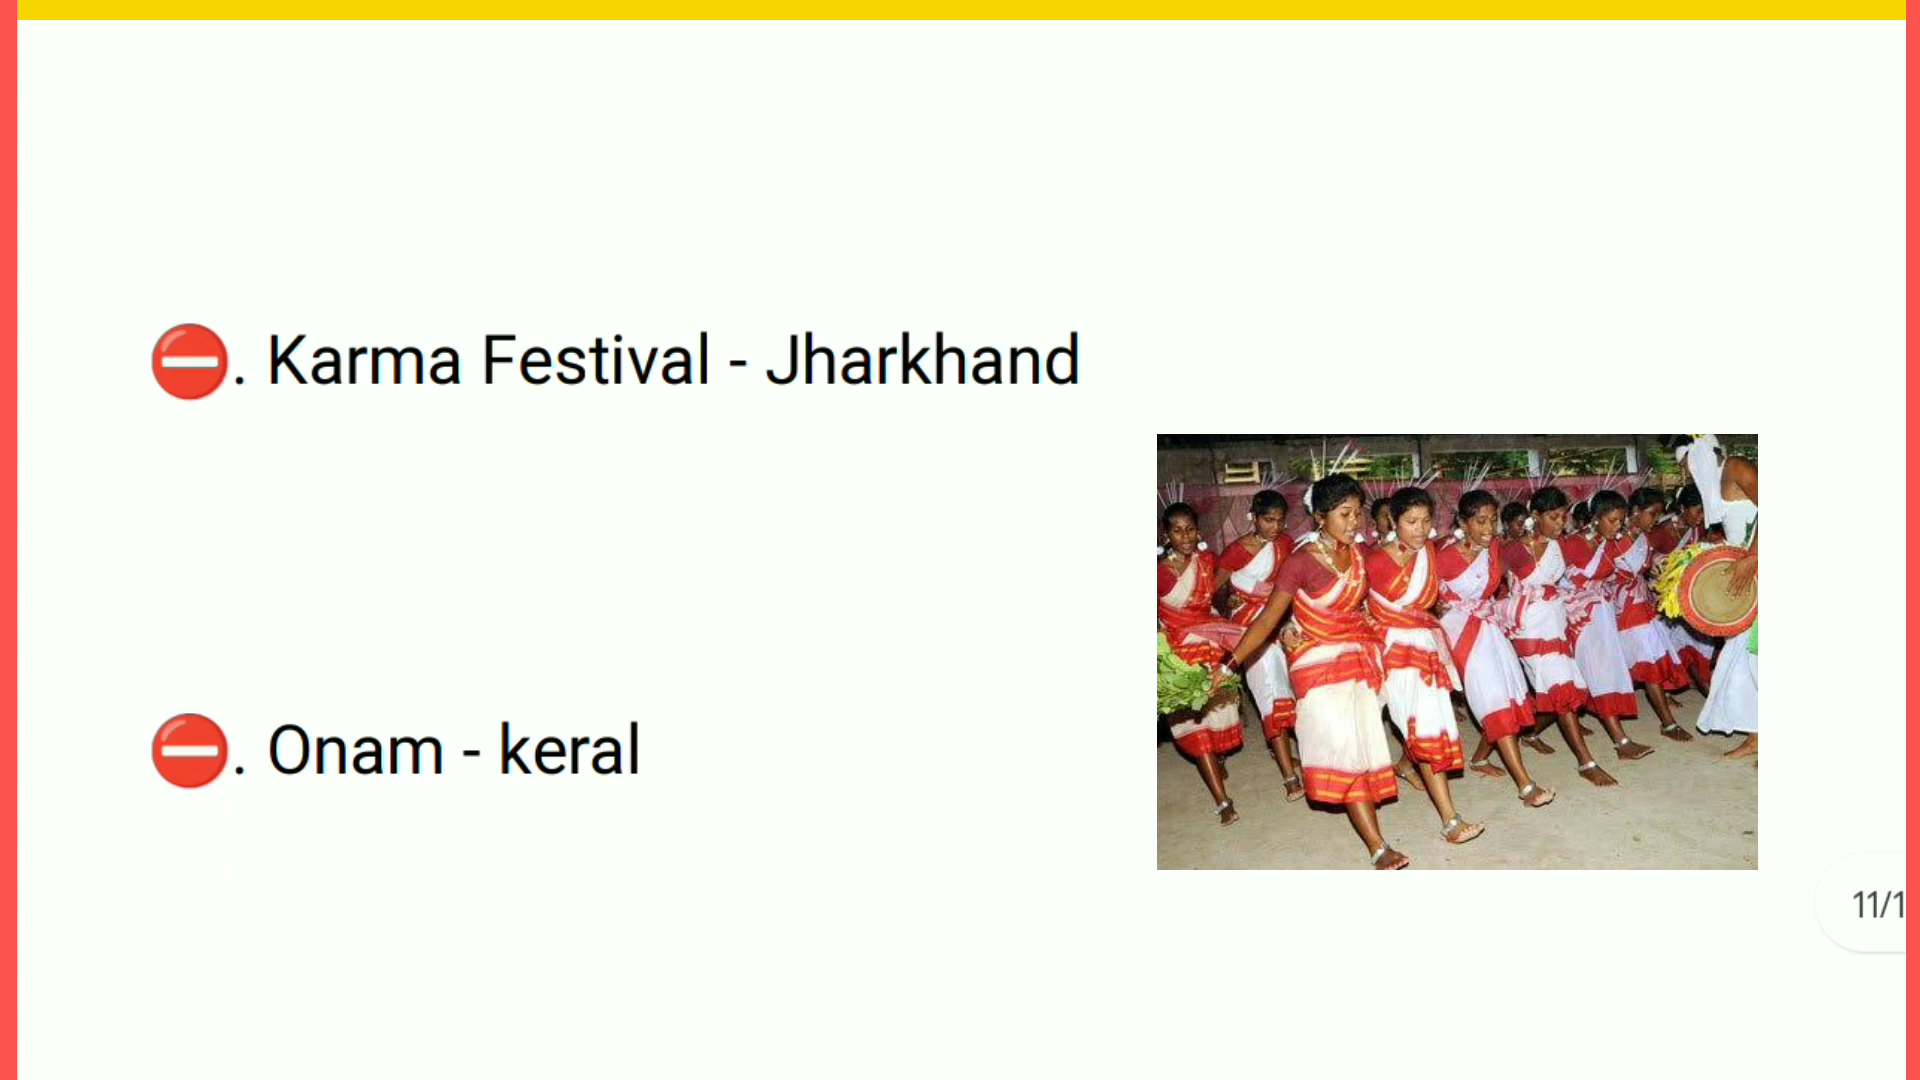 ⛔. Karma Festival - Jharkhand
⛔. Onam - keral
11/1